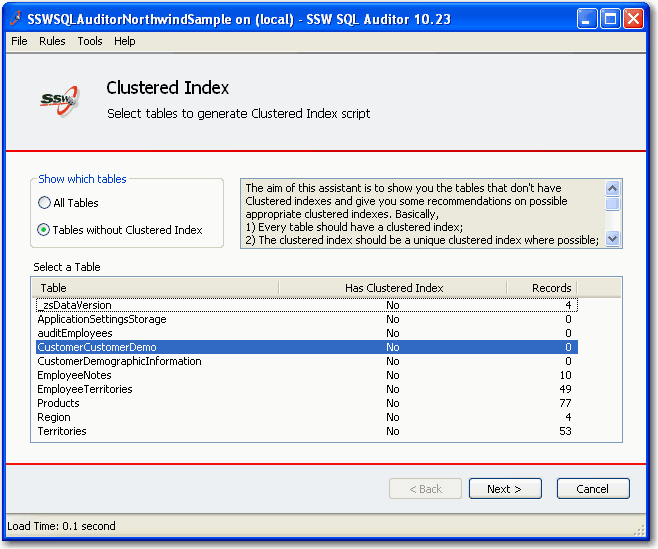 SSWSQLAuditorNorthwindSample on (local) - SSW SQL Auditor 10.23
File Rules Tools Help
SSW
Clustered Index
Select tables to generate Clustered Index script
Show which tables
All Tables
Tables without Clustered Index
The aim of this assistant is to show you the tables that don't have
Clustered indexes and give you some recommendations on possible
appropriate clustered indexes. Basically,
1) Every table should have a clustered index;
2) The clustered index should be a unique clustered index where possible;
Select a Table
Table Has Clustered Index Records
_zsDataVersion No 4
ApplicationSettingsStorage No 0
auditEmployees No 0
CustomerCustomerDemo No 0
CustomerDemographicInformation No 0
EmployeeNotes No 10
EmployeeTerritories No 49
Products No 77
Region No 4
Territories No 53
< Back Next > Cancel
Load Time: 0.1 second